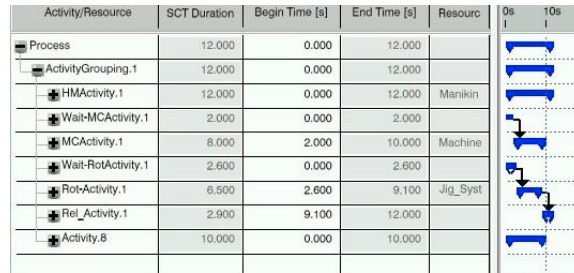 Activity/Resource SCT Duration Begin Time [s] End Time [s] Resourc 0s 10s
Process 12.000 0.000 12.000
ActivityGrouping.1 12.000 0.000 12.000
HMActivity.1 12.000 0.000 12.000 Manikin
Wait-MCActivity.1 2.000 0.000 2.000
MCActivity.1 8.000 2.000 10.000 Machine
Wait-RotActivity.1 2.600 0.000 2.600
Rot-Activity.1 6.500 2.600 9.100 Jig_Syst
Rel_Activity.1 2.900 9.100 12.000
Activity.8 10.000 0.000 10.000